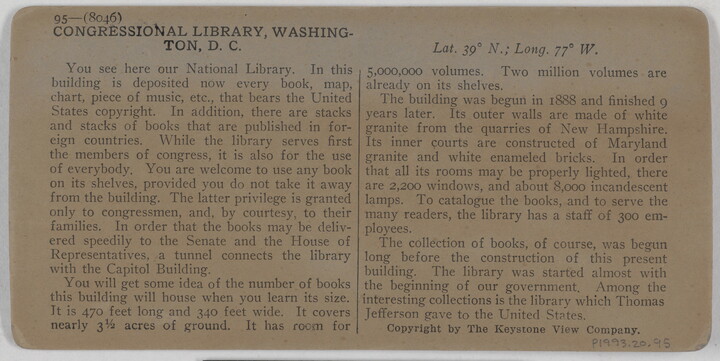 95—(8046)
CONGRESSIONAL LIBRARY, WASHING-
TON, D. C.
Lat. 39° N.; Long. 77° W.
You see here our National Library. In this
building is deposited now every book, map,
chart, piece of music, etc., that bears the United
States copyright. In addition, there are stacks
and stacks of books that are published in for-
eign countries. While the library serves first
the members of congress, it is also for the use
of everybody. You are welcome to use any book
on its shelves, provided you do not take it away
from the building. The latter privilege is granted
only to congressmen, and, by courtesy, to their
families. In order that the books may be deliv-
ered speedily to the Senate and the House of
Representatives, a tunnel connects the library
with the Capitol Building.
You will get some idea of the number of books
this building will house when you learn its size.
It is 470 feet long and 340 feet wide. It covers
nearly 3½ acres of ground. It has room for
5,000,000 volumes. Two million volumes are
already on its shelves.
The building was begun in 1888 and finished 9
years later. Its outer walls are made of white
granite from the quarries of New Hampshire.
Its inner courts are constructed of Maryland
granite and white enameled bricks. In order
that all its rooms may be properly lighted, there
are 2,200 windows, and about 8,000 incandescent
lamps. To catalogue the books, and to serve the
many readers, the library has a staff of 300 em-
ployees.
The collection of books, of course, was begun
long before the construction of this present
building. The library was started almost with
the beginning of our government. Among the
interesting collections is the library which Thomas
Jefferson gave to the United States.
Copyright by The Keystone View Company.
P1993.20.95